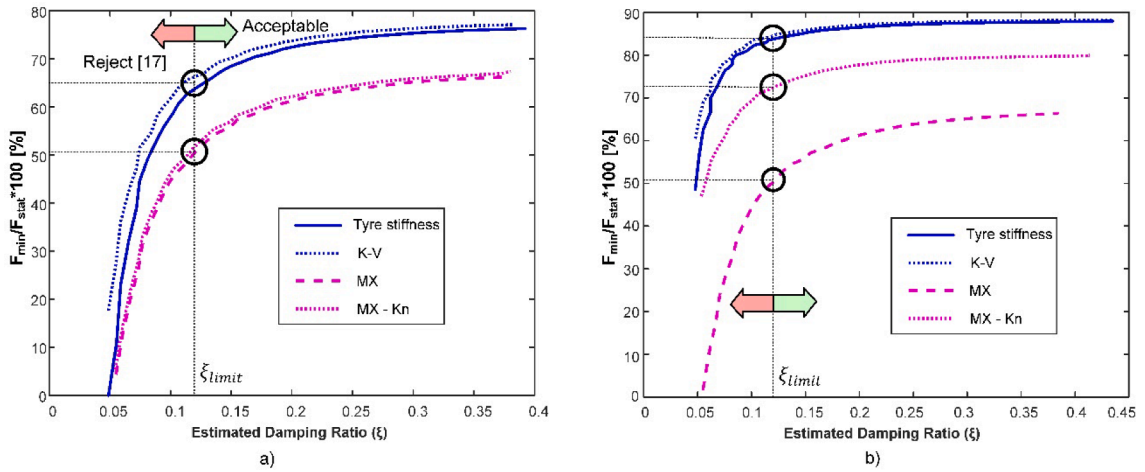 80
70
60
50
40
30
20
10
0
F_min/F_stat*100 [%]
Reject [17]
Acceptable
Tyre stiffness
K-V
MX
MX - Kn
ξ_limit
0 0.05 0.1 0.15 0.2 0.25 0.3 0.35 0.4
Estimated Damping Ratio (ξ)
a)
90
80
70
60
50
40
30
20
10
0
F_min/F_stat*100 [%]
Tyre stiffness
K-V
MX
MX - Kn
ξ_limit
0 0.05 0.1 0.15 0.2 0.25 0.3 0.35 0.4 0.45
Estimated Damping Ratio (ξ)
b)